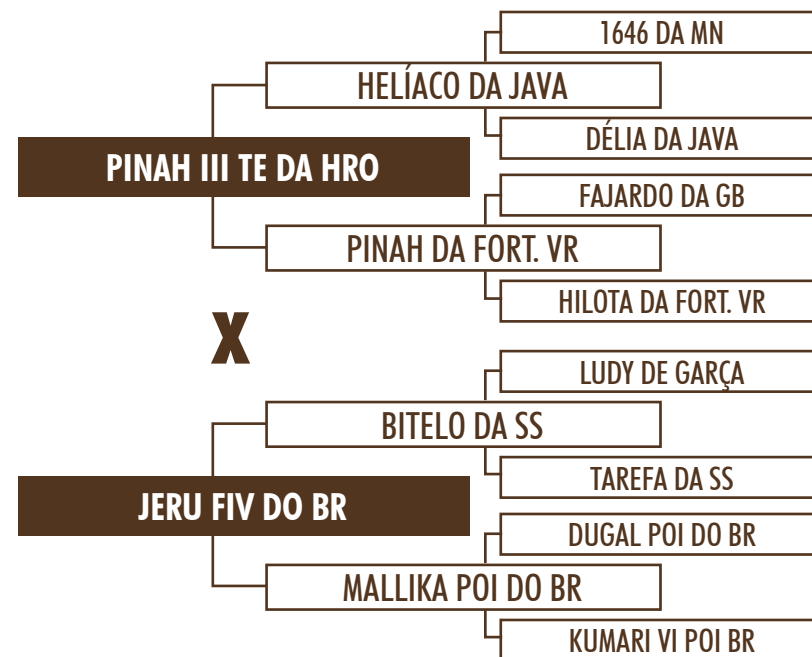 1646 DA MN
HELÍACO DA JAVA
DÉLIA DA JAVA
PINAH III TE DA HRO
FAJARDO DA GB
PINAH DA FORT. VR
HILOTA DA FORT. VR
X
LUDY DE GARÇA
BITELO DA SS
TAREFA DA SS
JERU FIV DO BR
DUGAL POI DO BR
MALLIKA POI DO BR
KUMARI VI POI BR